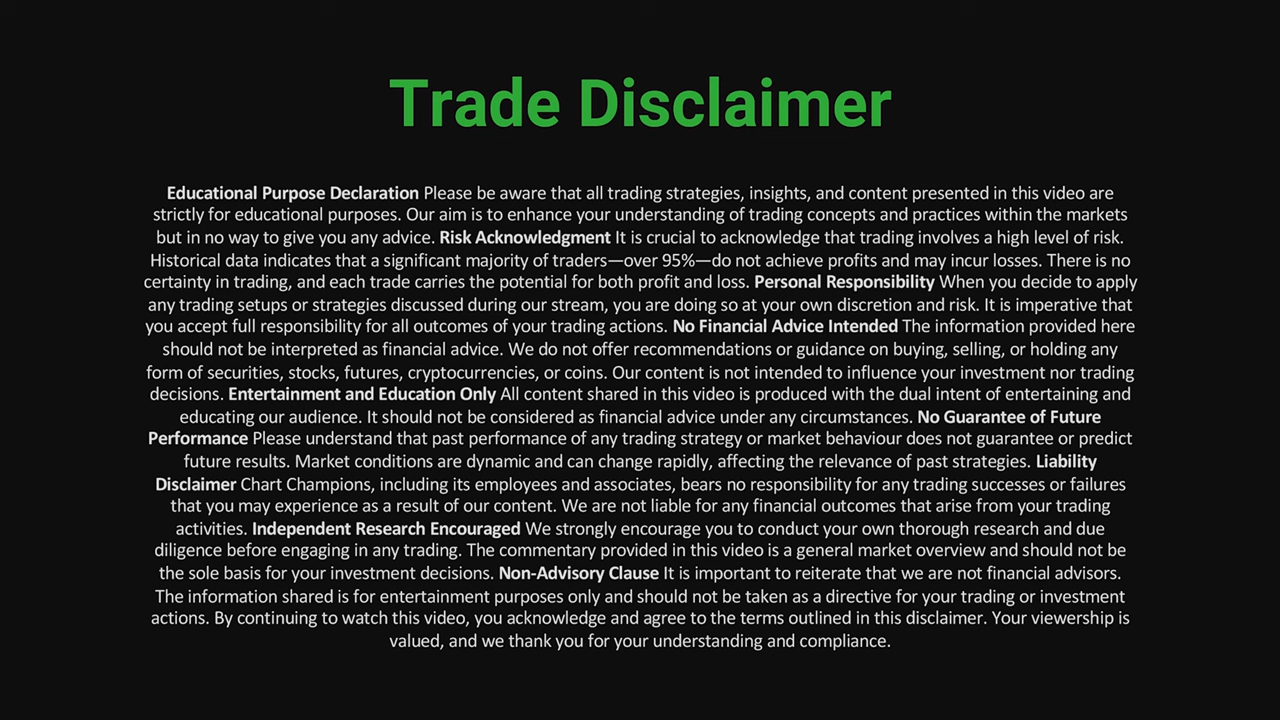 Trade Disclaimer
Educational Purpose Declaration Please be aware that all trading strategies, insights, and content presented in this video are
strictly for educational purposes. Our aim is to enhance your understanding of trading concepts and practices within the markets
but in no way to give you any advice. Risk Acknowledgment It is crucial to acknowledge that trading involves a high level of risk.
Historical data indicates that a significant majority of traders—over 95%—do not achieve profits and may incur losses. There is no
certainty in trading, and each trade carries the potential for both profit and loss. Personal Responsibility When you decide to apply
any trading setups or strategies discussed during our stream, you are doing so at your own discretion and risk. It is imperative that
you accept full responsibility for all outcomes of your trading actions. No Financial Advice Intended The information provided here
should not be interpreted as financial advice. We do not offer recommendations or guidance on buying, selling, or holding any
form of securities, stocks, futures, cryptocurrencies, or coins. Our content is not intended to influence your investment nor trading
decisions. Entertainment and Education Only All content shared in this video is produced with the dual intent of entertaining and
educating our audience. It should not be considered as financial advice under any circumstances. No Guarantee of Future
Performance Please understand that past performance of any trading strategy or market behaviour does not guarantee or predict
future results. Market conditions are dynamic and can change rapidly, affecting the relevance of past strategies. Liability
Disclaimer Chart Champions, including its employees and associates, bears no responsibility for any trading successes or failures
that you may experience as a result of our content. We are not liable for any financial outcomes that arise from your trading
activities. Independent Research Encouraged We strongly encourage you to conduct your own thorough research and due
diligence before engaging in any trading. The commentary provided in this video is a general market overview and should not be
the sole basis for your investment decisions. Non-Advisory Clause It is important to reiterate that we are not financial advisors.
The information shared is for entertainment purposes only and should not be taken as a directive for your trading or investment
actions. By continuing to watch this video, you acknowledge and agree to the terms outlined in this disclaimer. Your viewership is
valued, and we thank you for your understanding and compliance.